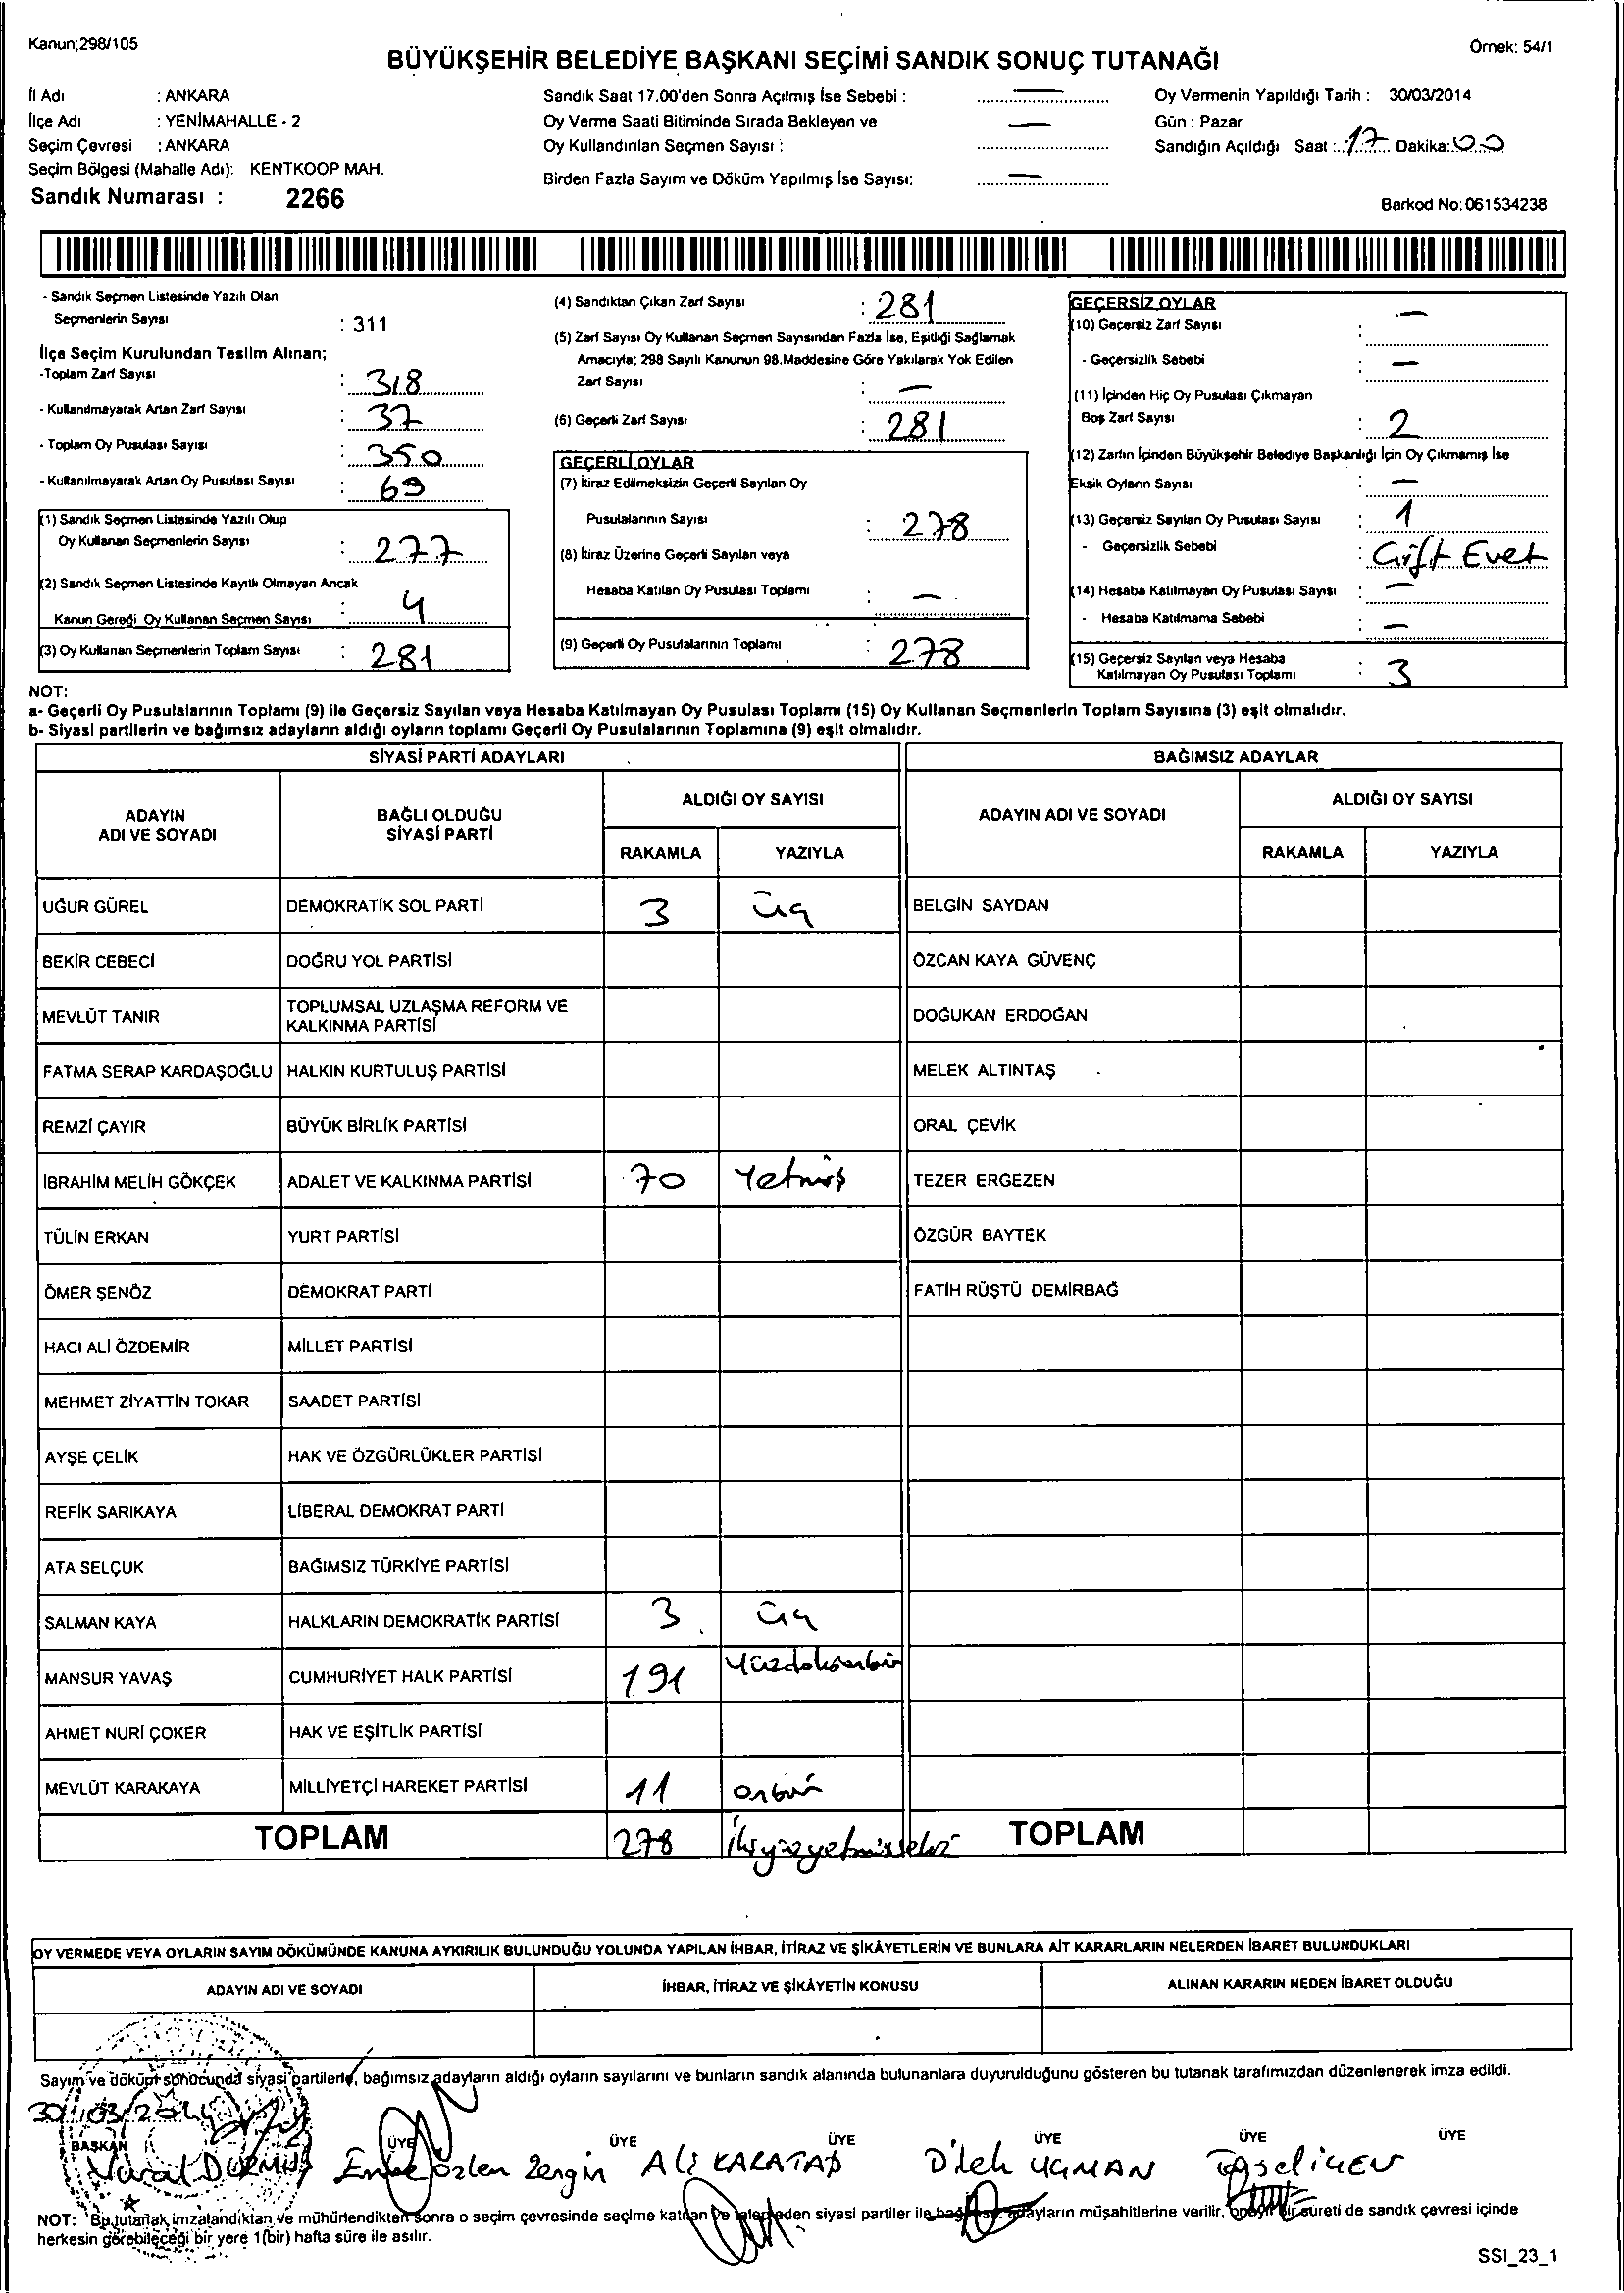 Kanun;298/105
Örnek: 54/1
BÜYÜKŞEHİR BELEDİYE BAŞKANI SEÇİMİ SANDIK SONUÇ TUTANAĞI
İl Adı : ANKARA
İlçe Adı : YENİMAHALLE - 2
Seçim Çevresi : ANKARA
Seçim Bölgesi (Mahalle Adı): KENTKOOP MAH.
Sandık Numarası : 2266
Sandık Saat 17.00'den Sonra Açılmış İse Sebebi : —
Oy Verme Saati Bitiminde Sırada Bekleyen ve —
Oy Kullandırılan Seçmen Sayısı :
Birden Fazla Sayım ve Döküm Yapılmış İse Sayısı: —
Oy Vermenin Yapıldığı Tarih : 30/03/2014
Gün : Pazar
Sandığın Açıldığı Saat : 17 Dakika: 00
Barkod No: 061534238
- Sandık Seçmen Listesinde Yazılı Olan
Seçmenlerin Sayısı : 311
İlçe Seçim Kurulundan Teslim Alınan;
-Toplam Zarf Sayısı : 318
- Kullanılmayarak Artan Zarf Sayısı : 37
- Toplam Oy Pusulası Sayısı : 350
- Kullanılmayarak Artan Oy Pusulası Sayısı : 69
(1) Sandık Seçmen Listesinde Yazılı Olup
Oy Kullanan Seçmenlerin Sayısı : 277
(2) Sandık Seçmen Listesinde Kayıtlı Olmayan Ancak
Kanun Gereği Oy Kullanan Seçmen Sayısı : 4
(3) Oy Kullanan Seçmenlerin Toplam Sayısı : 281
(4) Sandıktan Çıkan Zarf Sayısı : 281
(5) Zarf Sayısı Oy Kullanan Seçmen Sayısından Fazla İse, Eşitliği Sağlamak
Amacıyla; 298 Sayılı Kanunun 98.Maddesine Göre Yakılarak Yok Edilen
Zarf Sayısı : —
(6) Geçerli Zarf Sayısı : 281
GEÇERLİ OYLAR
(7) İtiraz Edilmeksizin Geçerli Sayılan Oy
Pusulalarının Sayısı : 278
(8) İtiraz Üzerine Geçerli Sayılan veya
Hesaba Katılan Oy Pusulası Toplamı : —
(9) Geçerli Oy Pusulalarının Toplamı : 278
GEÇERSİZ OYLAR
(10) Geçersiz Zarf Sayısı : —
- Geçersizlik Sebebi : —
(11) İçinden Hiç Oy Pusulası Çıkmayan
Boş Zarf Sayısı : 2
(12) Zarfın İçinden Büyükşehir Belediye Başkanlığı İçin Oy Çıkmamış İse
Eksik Oyların Sayısı : —
(13) Geçersiz Sayılan Oy Pusulası Sayısı : 1
- Geçersizlik Sebebi : Çift Evet
(14) Hesaba Katılmayan Oy Pusulası Sayısı : —
- Hesaba Katılmama Sebebi : —
(15) Geçersiz Sayılan veya Hesaba
Katılmayan Oy Pusulası Toplamı : 3
NOT:
a- Geçerli Oy Pusulalarının Toplamı (9) ile Geçersiz Sayılan veya Hesaba Katılmayan Oy Pusulası Toplamı (15) Oy Kullanan Seçmenlerin Toplam Sayısına (3) eşit olmalıdır.
b- Siyasi partilerin ve bağımsız adayların aldığı oyların toplamı Geçerli Oy Pusulalarının Toplamına (9) eşit olmalıdır.
SİYASİ PARTİ ADAYLARI
BAĞIMSIZ ADAYLAR
ADAYIN
ADI VE SOYADI
BAĞLI OLDUĞU
SİYASİ PARTİ
ALDIĞI OY SAYISI
RAKAMLA YAZIYLA
ADAYIN ADI VE SOYADI
ALDIĞI OY SAYISI
RAKAMLA YAZIYLA
UĞUR GÜREL DEMOKRATİK SOL PARTİ 3 üç BELGİN SAYDAN
BEKİR CEBECİ DOĞRU YOL PARTİSİ ÖZCAN KAYA GÜVENÇ
MEVLÜT TANIR TOPLUMSAL UZLAŞMA REFORM VE
KALKINMA PARTİSİ DOĞUKAN ERDOĞAN
FATMA SERAP KARDAŞOĞLU HALKIN KURTULUŞ PARTİSİ MELEK ALTINTAŞ
REMZİ ÇAYIR BÜYÜK BİRLİK PARTİSİ ORAL ÇEVİK
İBRAHİM MELİH GÖKÇEK ADALET VE KALKINMA PARTİSİ 70 Yetmiş TEZER ERGEZEN
TÜLİN ERKAN YURT PARTİSİ ÖZGÜR BAYTEK
ÖMER ŞENÖZ DEMOKRAT PARTİ FATİH RÜŞTÜ DEMİRBAĞ
HACI ALİ ÖZDEMİR MİLLET PARTİSİ
MEHMET ZİYATTİN TOKAR SAADET PARTİSİ
AYŞE ÇELİK HAK VE ÖZGÜRLÜKLER PARTİSİ
REFİK SARIKAYA LİBERAL DEMOKRAT PARTİ
ATA SELÇUK BAĞIMSIZ TÜRKİYE PARTİSİ
SALMAN KAYA HALKLARIN DEMOKRATİK PARTİSİ 3 üç
MANSUR YAVAŞ CUMHURİYET HALK PARTİSİ 191 yüzdoksanbir
AHMET NURİ ÇOKER HAK VE EŞİTLİK PARTİSİ
MEVLÜT KARAKAYA MİLLİYETÇİ HAREKET PARTİSİ 11 onbir
TOPLAM 278 ikiyüzyetmişsekiz TOPLAM
OY VERMEDE VEYA OYLARIN SAYIM DÖKÜMÜNDE KANUNA AYKIRILIK BULUNDUĞU YOLUNDA YAPILAN İHBAR, İTİRAZ VE ŞİKÂYETLERİN VE BUNLARA AİT KARARLARIN NELERDEN İBARET BULUNDUKLARI
ADAYIN ADI VE SOYADI İHBAR, İTİRAZ VE ŞİKÂYETİN KONUSU ALINAN KARARIN NEDEN İBARET OLDUĞU
Sayım ve döküm sonucunda siyasi partilerle, bağımsız adayların aldığı oyların sayılarını ve bunların sandık alanında bulunanlara duyurulduğunu gösteren bu tutanak tarafımızdan düzenlenerek imza edildi.
30/03/2014
BAŞKAN ÜYE ÜYE ÜYE ÜYE ÜYE ÜYE
Vural DURMUŞ Emine Özlen Zengin ALİ KARATAŞ Dilek UÇMAN
NOT: Bu tutanak imzalandıktan ve mühürlendikten sonra o seçim çevresinde seçime katılan ve talep eden siyasi partiler ile bağımsız adayların müşahitlerine verilir, onaylı bir sureti de sandık çevresi içinde
herkesin görebileceği bir yere 1(bir) hafta süre ile asılır.
SSI_23_1